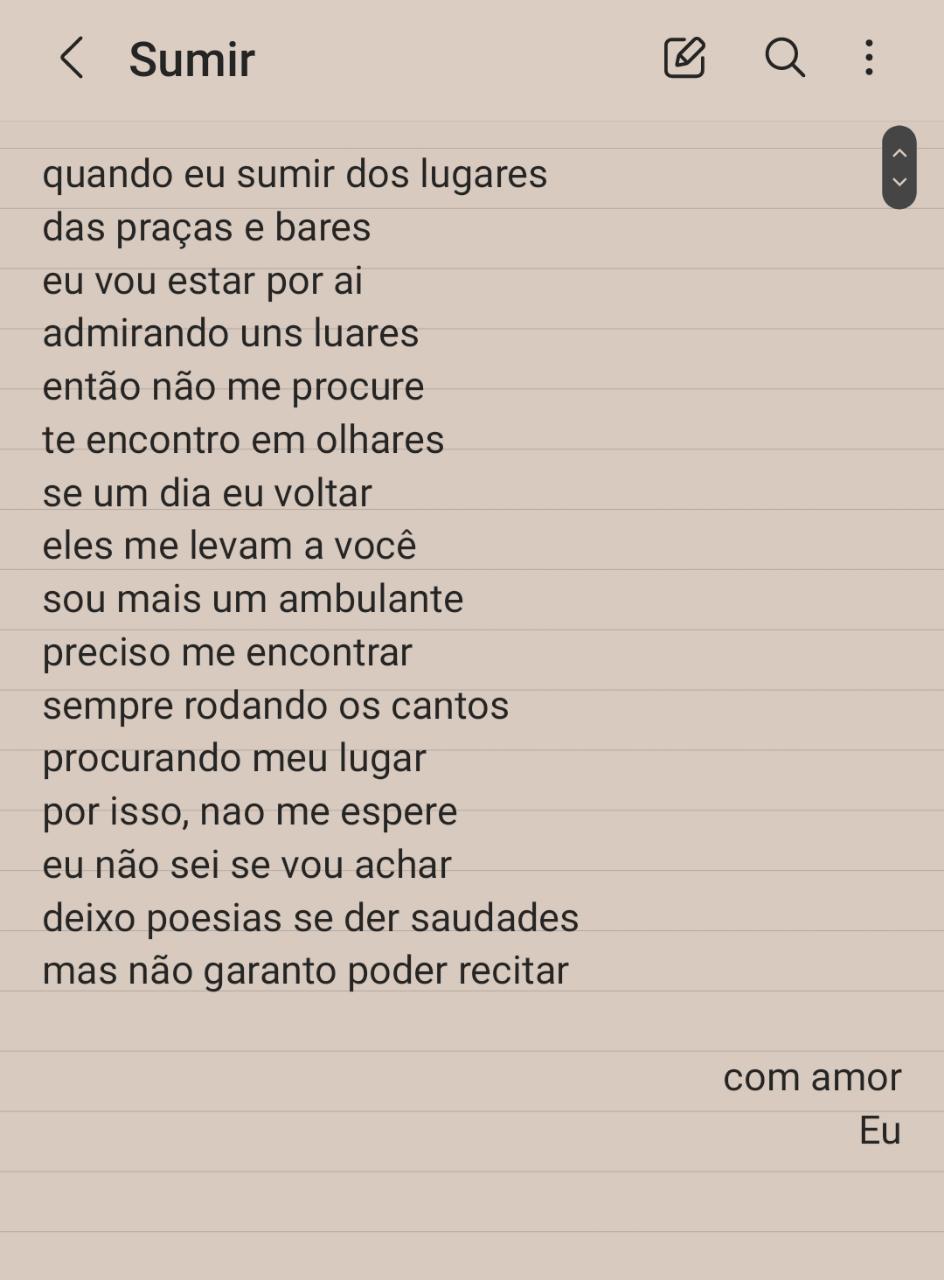 Sumir
quando eu sumir dos lugares
das praças e bares
eu vou estar por ai
admirando uns luares
então não me procure
te encontro em olhares
se um dia eu voltar
eles me levam a você
sou mais um ambulante
preciso me encontrar
sempre rodando os cantos
procurando meu lugar
por isso, nao me espere
eu não sei se vou achar
deixo poesias se der saudades
mas não garanto poder recitar
com amor
Eu